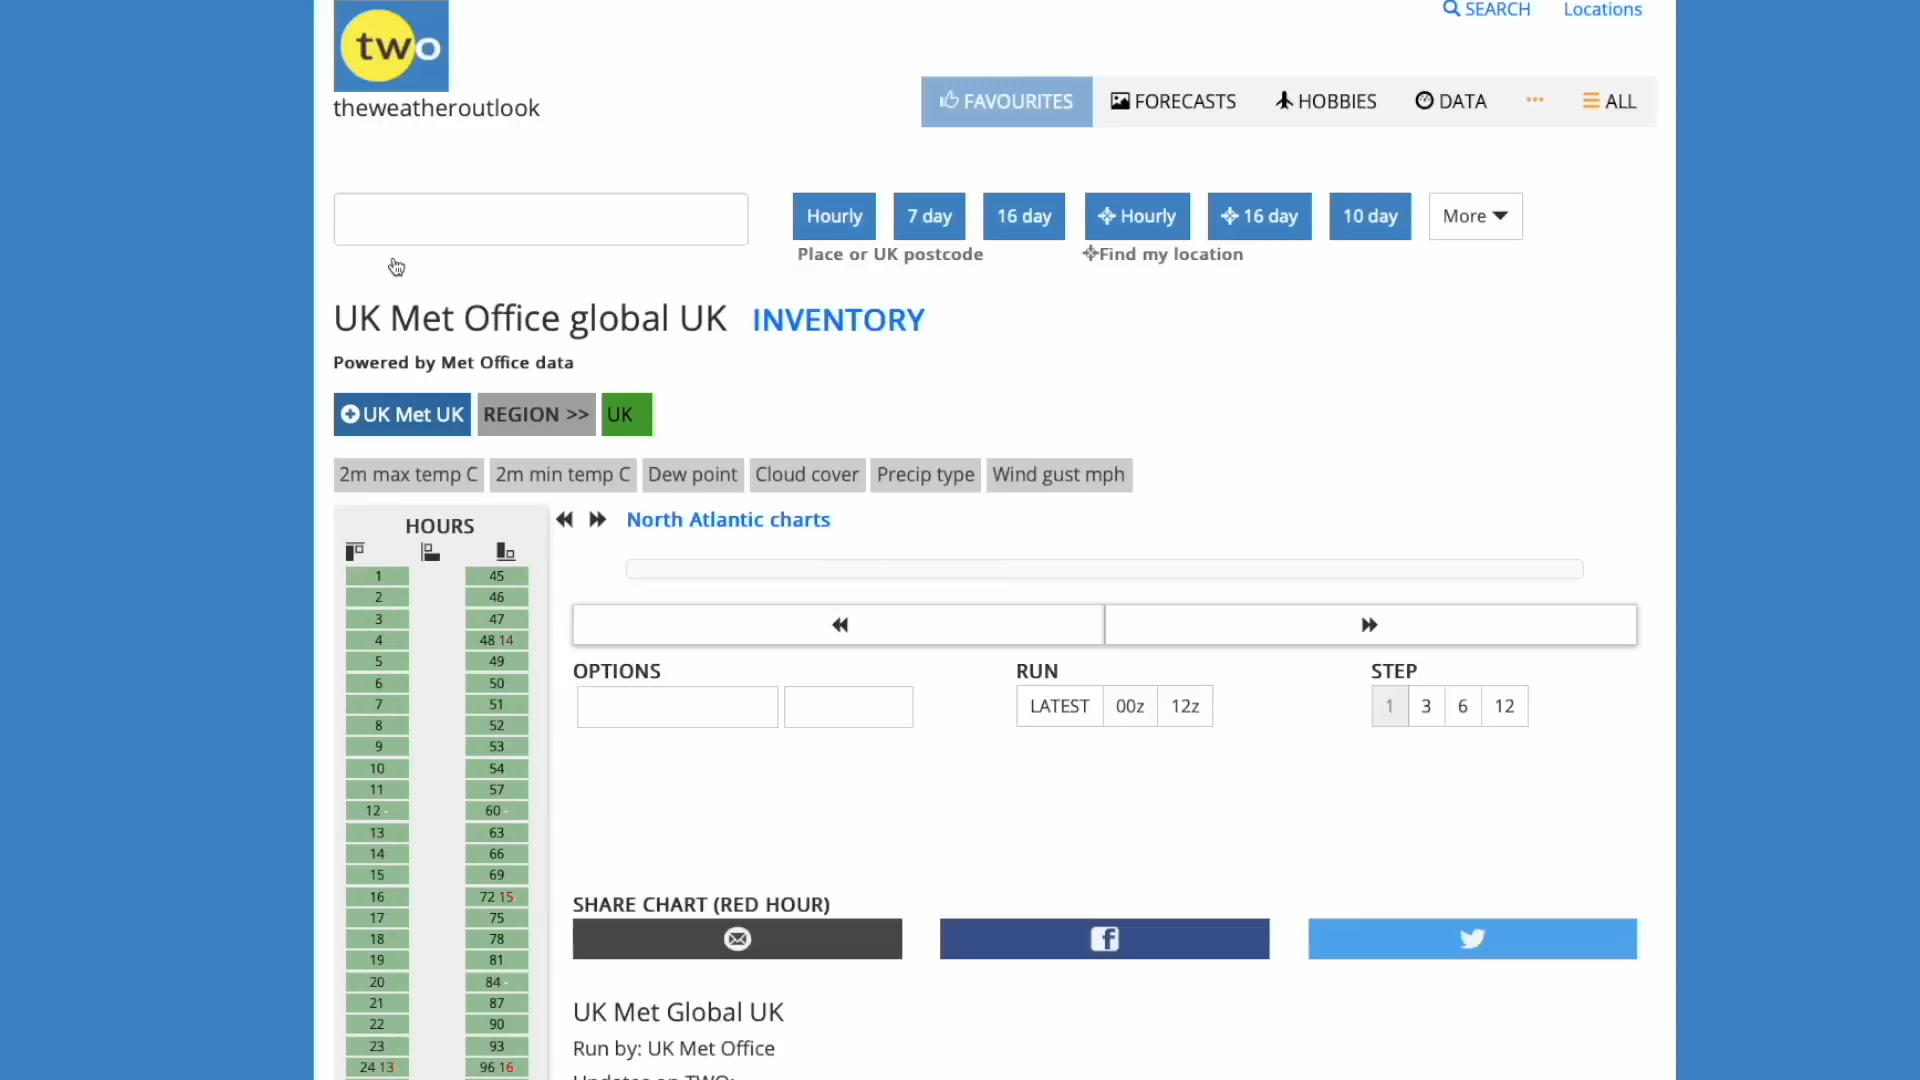 SEARCH Locations
two
theweatheroutlook
FAVOURITES FORECASTS HOBBIES DATA ... ALL
Hourly 7 day 16 day Hourly 16 day 10 day More
Place or UK postcode Find my location
UK Met Office global UK INVENTORY
Powered by Met Office data
UK Met UK REGION >> UK
2m max temp C 2m min temp C Dew point Cloud cover Precip type Wind gust mph
HOURS
North Atlantic charts
1 45
2 46
3 47
4 48 14
5 49
6 50
7 51
8 52
9 53
10 54
11 57
12 - 60 -
13 63
14 66
15 69
16 72 15
17 75
18 78
19 81
20 84 -
21 87
22 90
23 93
24 13 96 16
OPTIONS RUN STEP
LATEST 00z 12z 1 3 6 12
SHARE CHART (RED HOUR)
UK Met Global UK
Run by: UK Met Office
Updates on TWO: